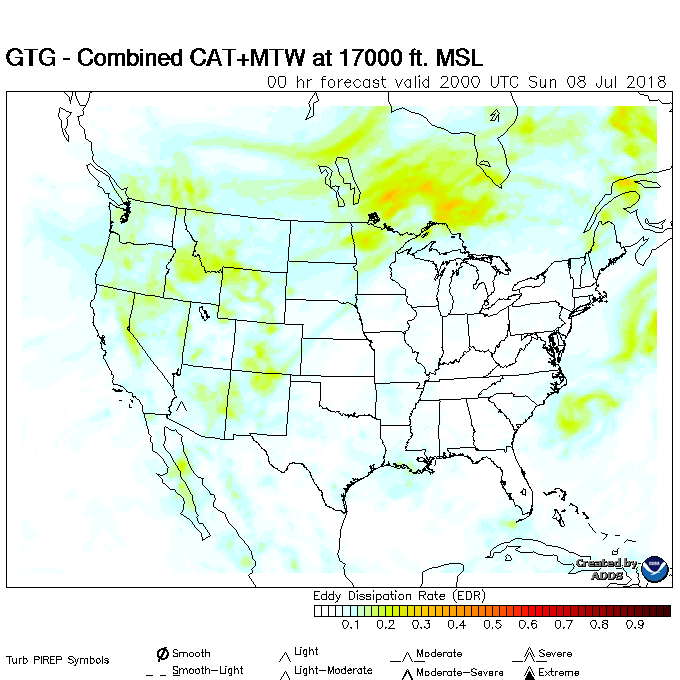 GTG - Combined CAT+MTW at 17000 ft. MSL
00 hr forecast valid 2000 UTC Sun 08 Jul 2018
Created by
ADDS
Eddy Dissipation Rate (EDR)
0.1 0.2 0.3 0.4 0.5 0.6 0.7 0.8 0.9
Turb PIREP Symbols
Smooth Light Moderate Severe
Smooth-Light Light-Moderate Moderate-Severe Extreme